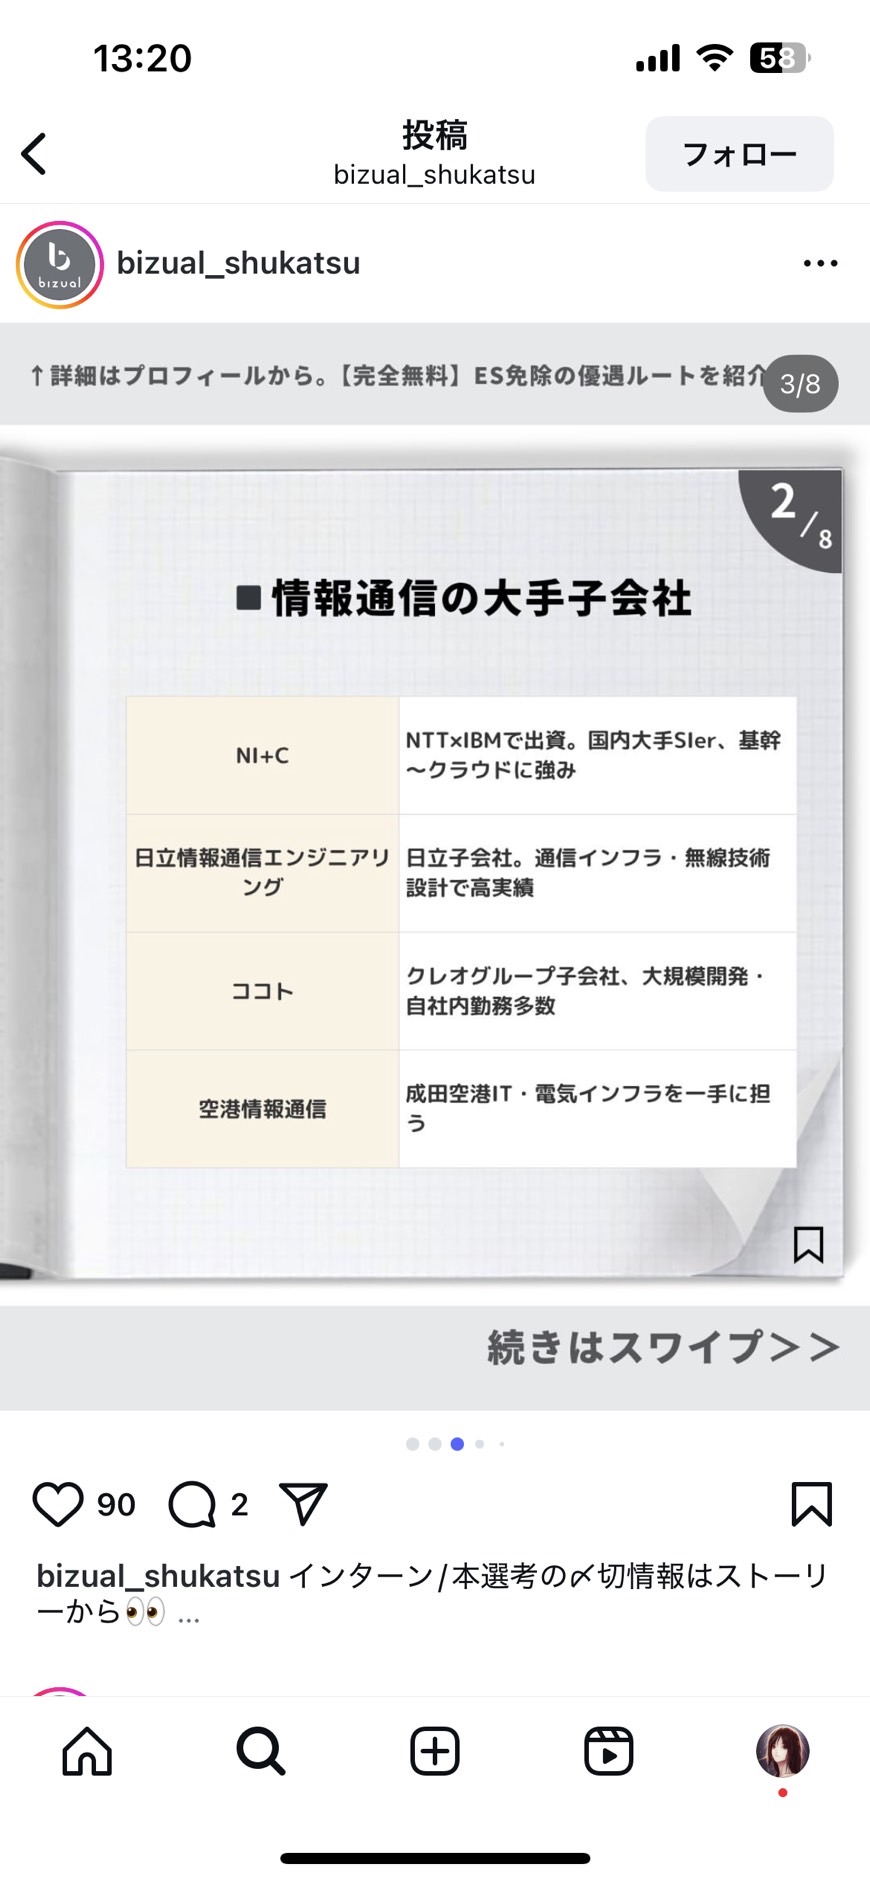 13:20
58
投稿
bizual_shukatsu
フォロー
bizual
bizual_shukatsu
↑詳細はプロフィールから。【完全無料】ES免除の優遇ルートを紹介
3/8
2/8
■情報通信の大手子会社
NI+C
NTT×IBMで出資。国内大手SIer、基幹
〜クラウドに強み
日立情報通信エンジニアリ
ング
日立子会社。通信インフラ・無線技術
設計で高実績
ココト
クレオグループ子会社、大規模開発・
自社内勤務多数
空港情報通信
成田空港IT・電気インフラを一手に担
う
続きはスワイプ>>
90
2
bizual_shukatsu インターン/本選考の〆切情報はストーリ
ーから👀 ...